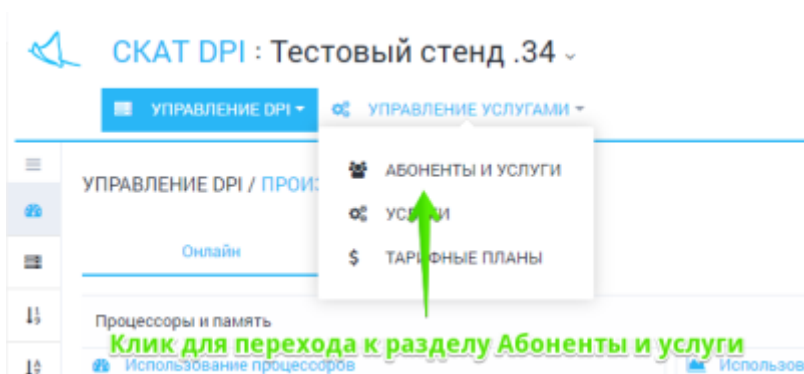 СКАТ DPI : Тестовый стенд .34
УПРАВЛЕНИЕ DPI
УПРАВЛЕНИЕ УСЛУГАМИ
АБОНЕНТЫ И УСЛУГИ
УПРАВЛЕНИЕ DPI /
Онлайн
$ ТАРИФНЫЕ ПЛАНЫ
Процессоры и память
Клик для перехода к разделу Абоненты и услуги
Использование процессоров